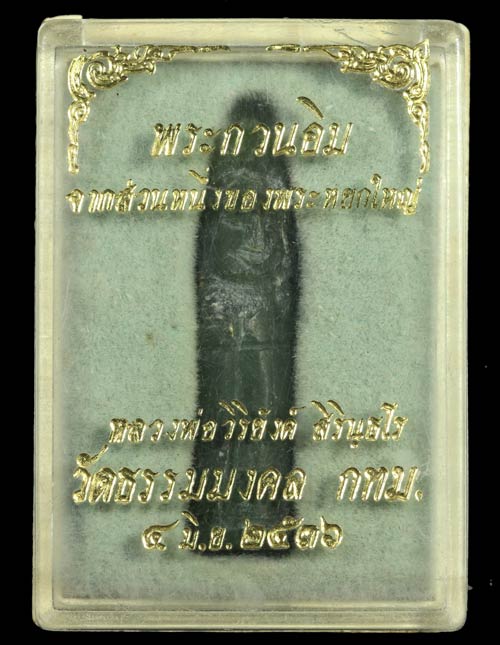 พระกวนอิม
จากส่วนหนึ่งของพระหยกใหญ่
หลวงพ่อวิริยังค์ สิรินฺธโร
วัดธรรมมงคล กทม.
๔ มิ.ย. ๒๕๓๖